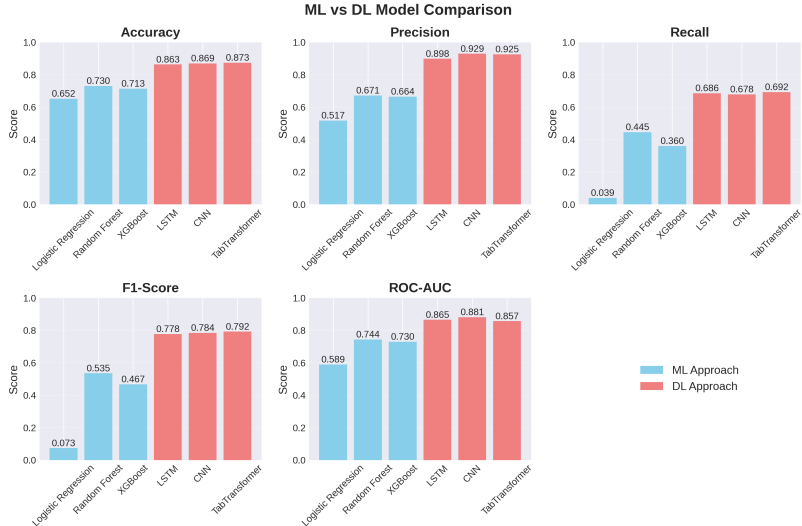 ML vs DL Model Comparison
Accuracy
Score
1.0
0.8
0.6
0.4
0.2
0.0
0.652
0.730
0.713
0.863
0.869
0.873
Logistic Regression
Random Forest
XGBoost
LSTM
CNN
TabTransformer
Precision
Score
1.0
0.8
0.6
0.4
0.2
0.0
0.517
0.671
0.664
0.898
0.929
0.925
Logistic Regression
Random Forest
XGBoost
LSTM
CNN
TabTransformer
Recall
Score
1.0
0.8
0.6
0.4
0.2
0.0
0.039
0.445
0.360
0.686
0.678
0.692
Logistic Regression
Random Forest
XGBoost
LSTM
CNN
TabTransformer
F1-Score
Score
1.0
0.8
0.6
0.4
0.2
0.0
0.073
0.535
0.467
0.778
0.784
0.792
Logistic Regression
Random Forest
XGBoost
LSTM
CNN
TabTransformer
ROC-AUC
Score
1.0
0.8
0.6
0.4
0.2
0.0
0.589
0.744
0.730
0.865
0.881
0.857
Logistic Regression
Random Forest
XGBoost
LSTM
CNN
TabTransformer
ML Approach
DL Approach